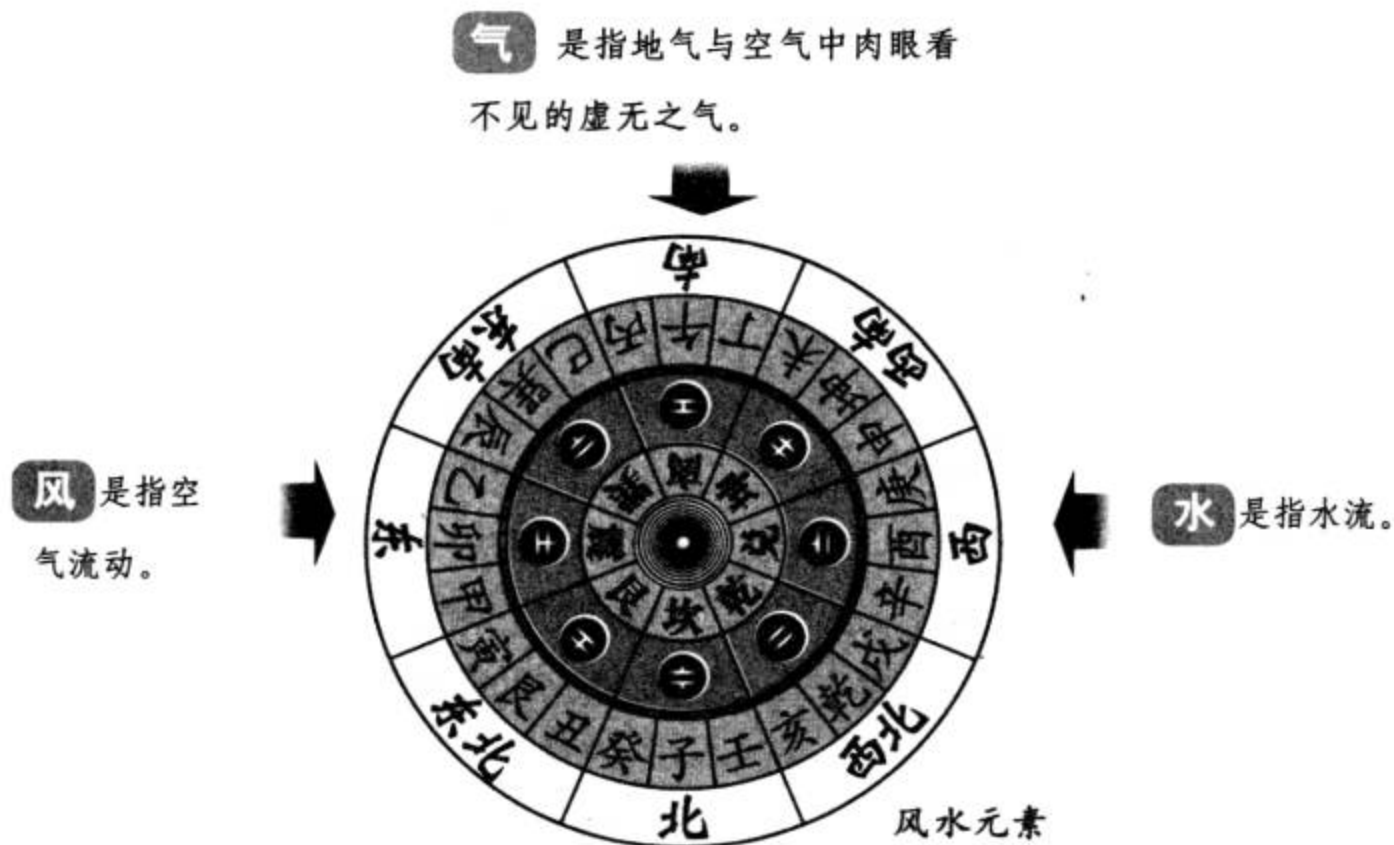 气 是指地气与空气中肉眼看
不见的虚无之气。
风 是指空
气流动。
水 是指水流。
南
西南
西
西北
北
东北
东
东南
午 丁 未 坤 申 庚 酉 辛 戌 乾 亥 壬 子 癸 丑 艮 寅 甲 卯 乙 辰 巽 巳 丙
离 兑 乾 坎 艮 震 巽
风水元素